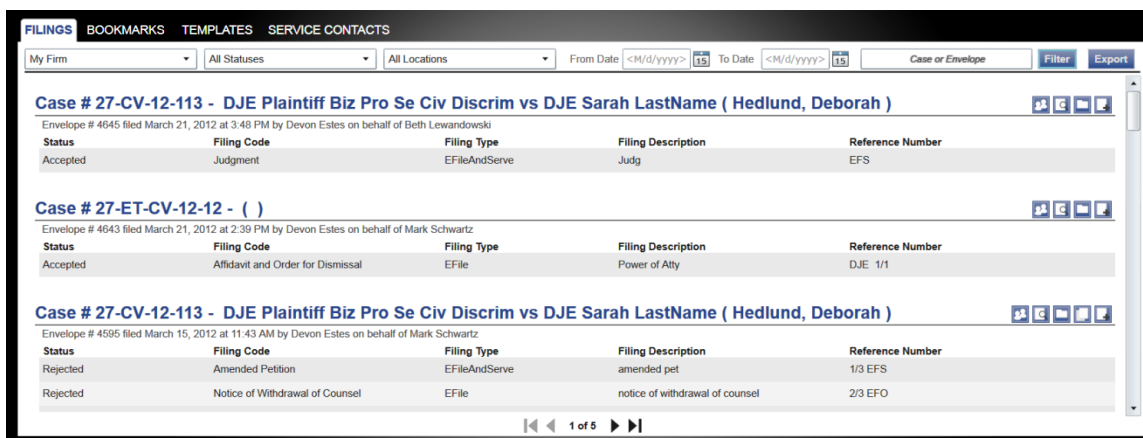 FILINGS BOOKMARKS TEMPLATES SERVICE CONTACTS
My Firm All Statuses All Locations From Date <M/d/yyyy> 15 To Date <M/d/yyyy> 15 Case or Envelope Filter Export
Case # 27-CV-12-113 - DJE Plaintiff Biz Pro Se Civ Discrim vs DJE Sarah LastName ( Hedlund, Deborah )
Envelope # 4645 filed March 21, 2012 at 3:48 PM by Devon Estes on behalf of Beth Lewandowski
Status Filing Code Filing Type Filing Description Reference Number
Accepted Judgment EFileAndServe Judg EFS
Case # 27-ET-CV-12-12 - ( )
Envelope # 4643 filed March 21, 2012 at 2:39 PM by Devon Estes on behalf of Mark Schwartz
Status Filing Code Filing Type Filing Description Reference Number
Accepted Affidavit and Order for Dismissal EFile Power of Atty DJE 1/1
Case # 27-CV-12-113 - DJE Plaintiff Biz Pro Se Civ Discrim vs DJE Sarah LastName ( Hedlund, Deborah )
Envelope # 4595 filed March 15, 2012 at 11:43 AM by Devon Estes on behalf of Mark Schwartz
Status Filing Code Filing Type Filing Description Reference Number
Rejected Amended Petition EFileAndServe amended pet 1/3 EFS
Rejected Notice of Withdrawal of Counsel EFile notice of withdrawal of counsel 2/3 EFO
1 of 5